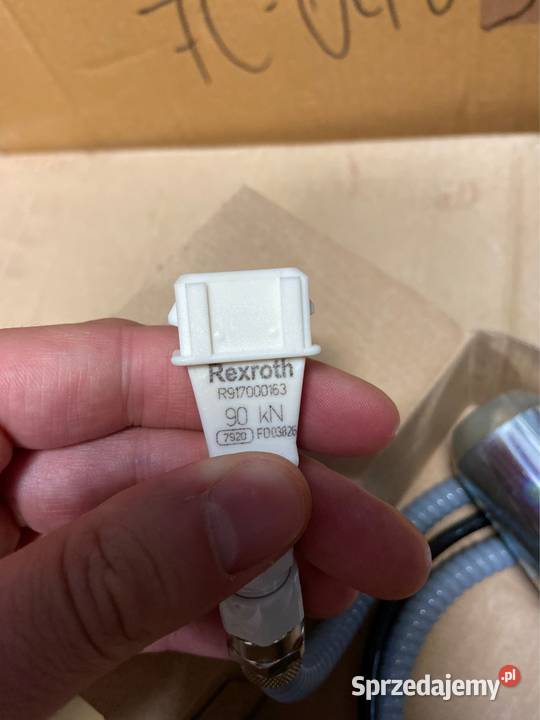 Rexroth
R917000163
90 kN
7920 FD03826
Sprzedajemy.pl